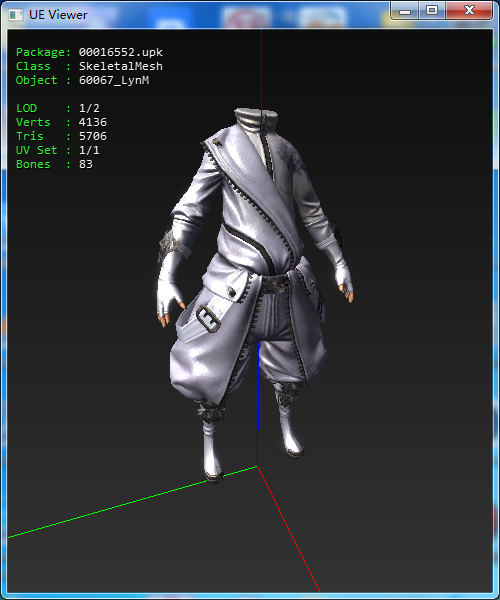 UE Viewer
Package: 00016552.upk
Class : SkeletalMesh
Object : 60067_LynM
LOD : 1/2
Verts : 4136
Tris : 5706
UV Set : 1/1
Bones : 83